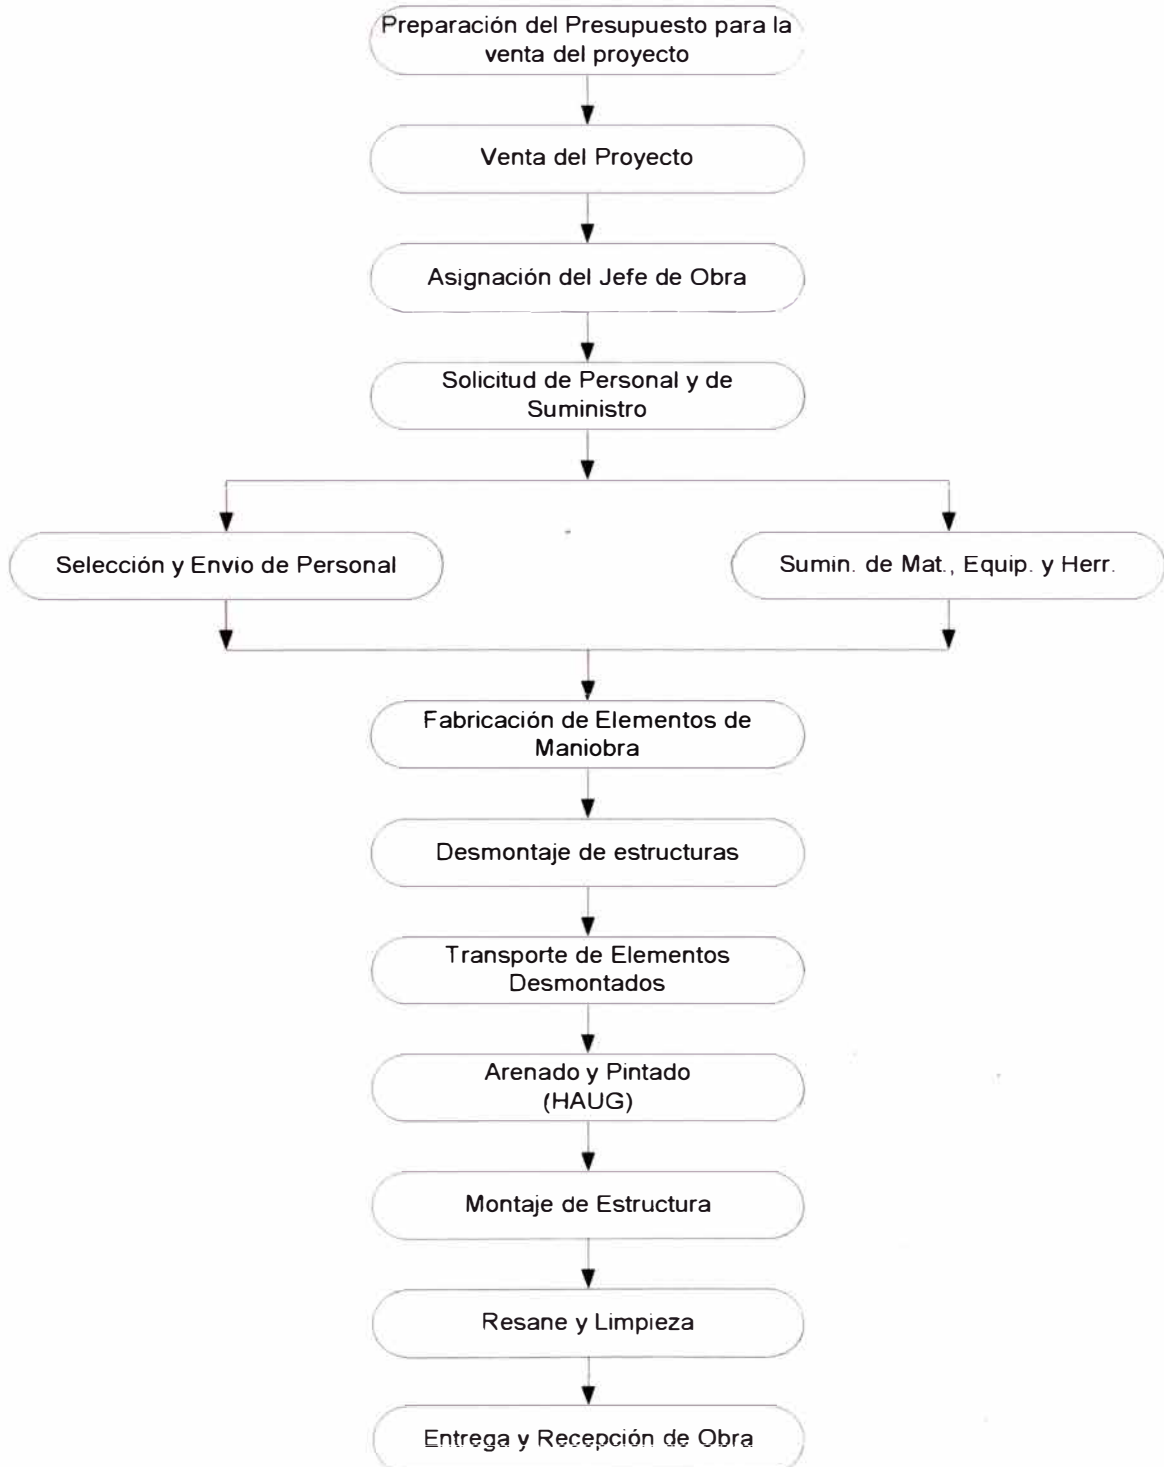 Preparación del Presupuesto para la
venta del proyecto
Venta del Proyecto
Asignación del Jefe de Obra
Solicitud de Personal y de
Suministro
Selección y Envio de Personal
Sumin. de Mat., Equip. y Herr.
Fabricación de Elementos de
Maniobra
Desmontaje de estructuras
Transporte de Elementos
Desmontados
Arenado y Pintado
(HAUG)
Montaje de Estructura
Resane y Limpieza
Entrega y Recepción de Obra